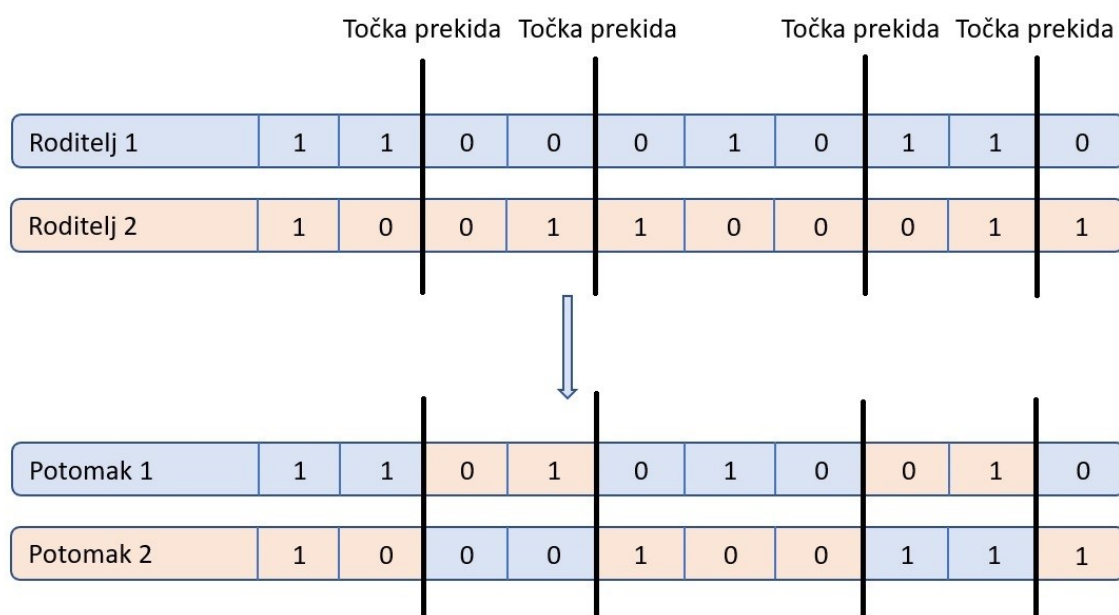 Točka prekida Točka prekida Točka prekida Točka prekida
Roditelj 1 1 1 0 0 0 1 0 1 1 0
Roditelj 2 1 0 0 1 1 0 0 0 1 1
Potomak 1 1 1 0 1 0 1 0 0 1 0
Potomak 2 1 0 0 0 1 0 0 1 1 1